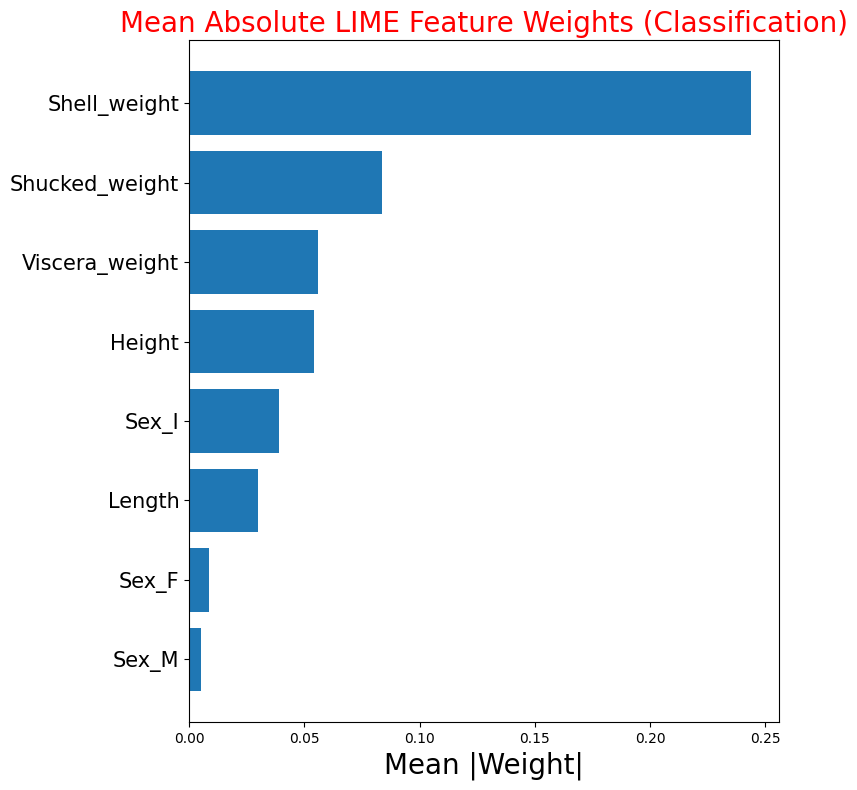 Mean Absolute LIME Feature Weights (Classification)
Shell_weight
Shucked_weight
Viscera_weight
Height
Sex_I
Length
Sex_F
Sex_M
0.00 0.05 0.10 0.15 0.20 0.25
Mean |Weight|